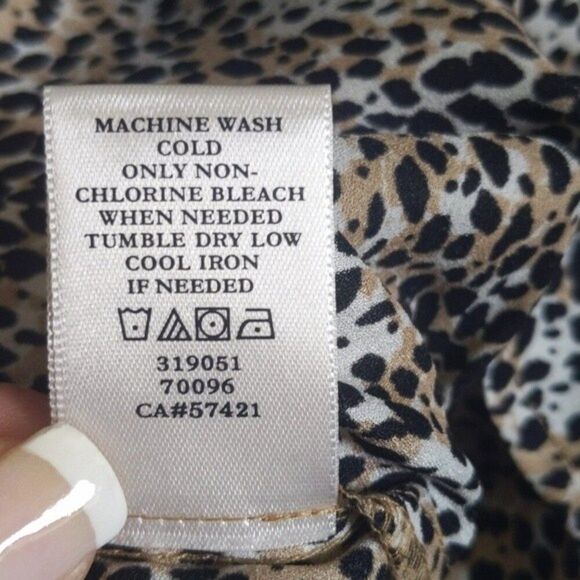 MACHINE WASH
COLD
ONLY NON-
CHLORINE BLEACH
WHEN NEEDED
TUMBLE DRY LOW
COOL IRON
IF NEEDED
319051
70096
CA#57421